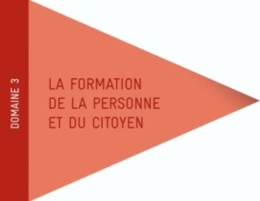 DOMAINE 3
LA FORMATION
DE LA PERSONNE
ET DU CITOYEN